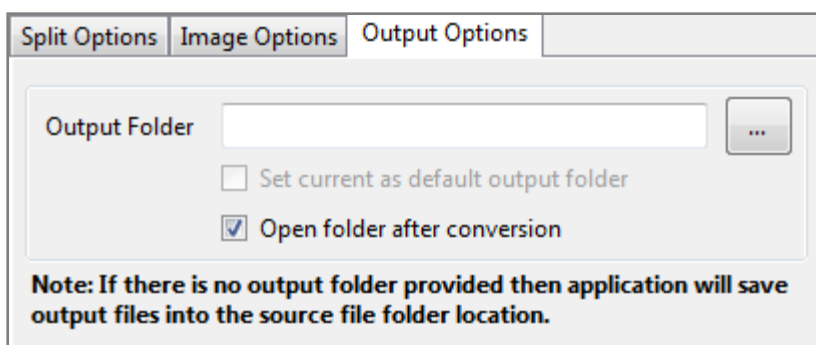 Split Options Image Options Output Options
Output Folder ...
Set current as default output folder
Open folder after conversion
Note: If there is no output folder provided then application will save
output files into the source file folder location.